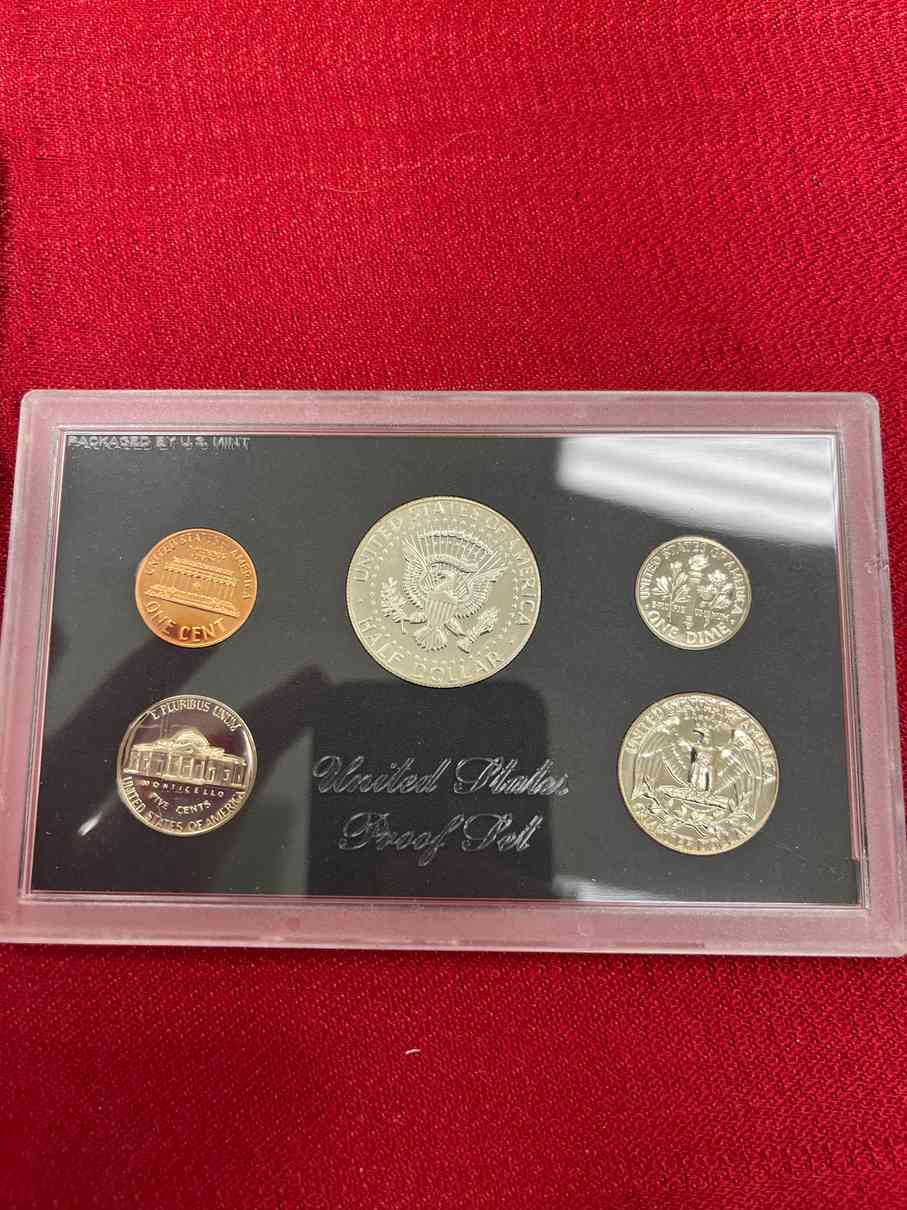 PACKAGED BY U.S. MINT
UNITED STATES OF AMERICA
ONE CENT
UNITED STATES OF AMERICA
HALF DOLLAR
UNITED STATES OF AMERICA
ONE DIME
E PLURIBUS UNUM
MONTICELLO
FIVE CENTS
UNITED STATES OF AMERICA
United States
Proof Set
UNITED STATES OF AMERICA
QUARTER DOLLAR